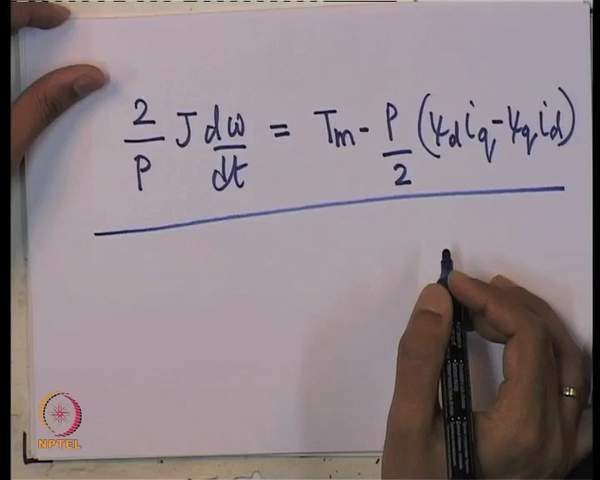 2/P J dω/dt = Tm - P/2 (ψd iq - ψq id)
NPTEL